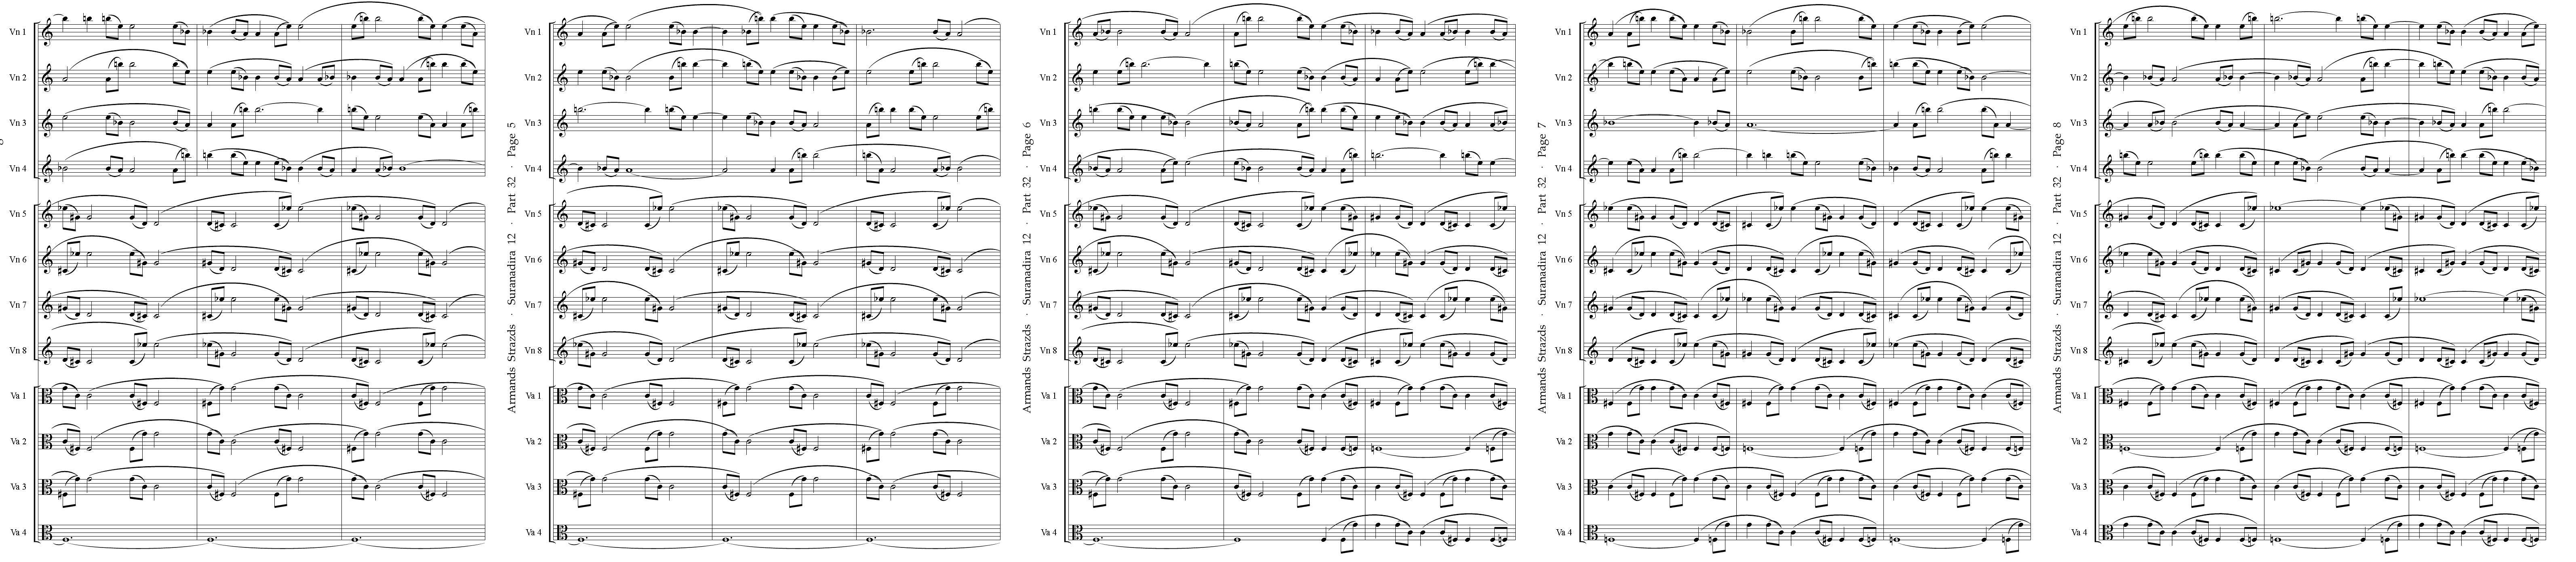 Vn 1
Vn 2
Vn 3
Vn 4
Vn 5
Vn 6
Vn 7
Vn 8
Va 1
Va 2
Va 3
Va 4
Armands Strazds · Suranadira 12 · Part 32 · Page 5
Vn 1
Vn 2
Vn 3
Vn 4
Vn 5
Vn 6
Vn 7
Vn 8
Va 1
Va 2
Va 3
Va 4
Armands Strazds · Suranadira 12 · Part 32 · Page 6
Vn 1
Vn 2
Vn 3
Vn 4
Vn 5
Vn 6
Vn 7
Vn 8
Va 1
Va 2
Va 3
Va 4
Armands Strazds · Suranadira 12 · Part 32 · Page 7
Vn 1
Vn 2
Vn 3
Vn 4
Vn 5
Vn 6
Vn 7
Vn 8
Va 1
Va 2
Va 3
Va 4
Armands Strazds · Suranadira 12 · Part 32 · Page 8
Vn 1
Vn 2
Vn 3
Vn 4
Vn 5
Vn 6
Vn 7
Vn 8
Va 1
Va 2
Va 3
Va 4